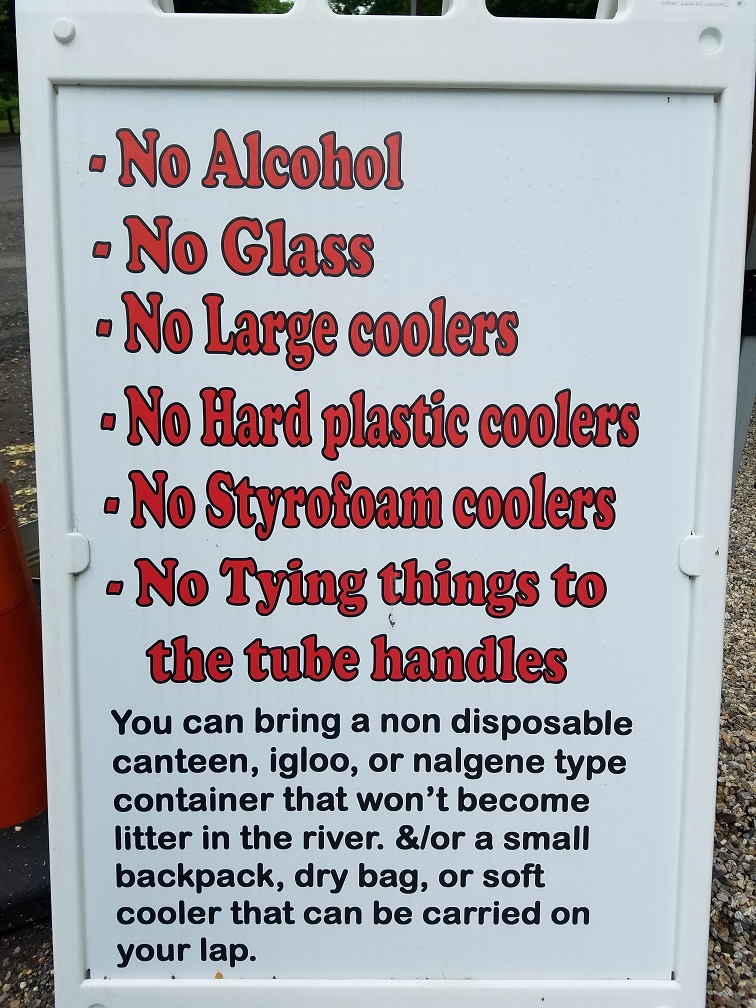 - No Alcohol
- No Glass
- No Large coolers
- No Hard plastic coolers
- No Styrofoam coolers
- No Tying things to
the tube handles
You can bring a non disposable
canteen, igloo, or nalgene type
container that won't become
litter in the river. &/or a small
backpack, dry bag, or soft
cooler that can be carried on
your lap.